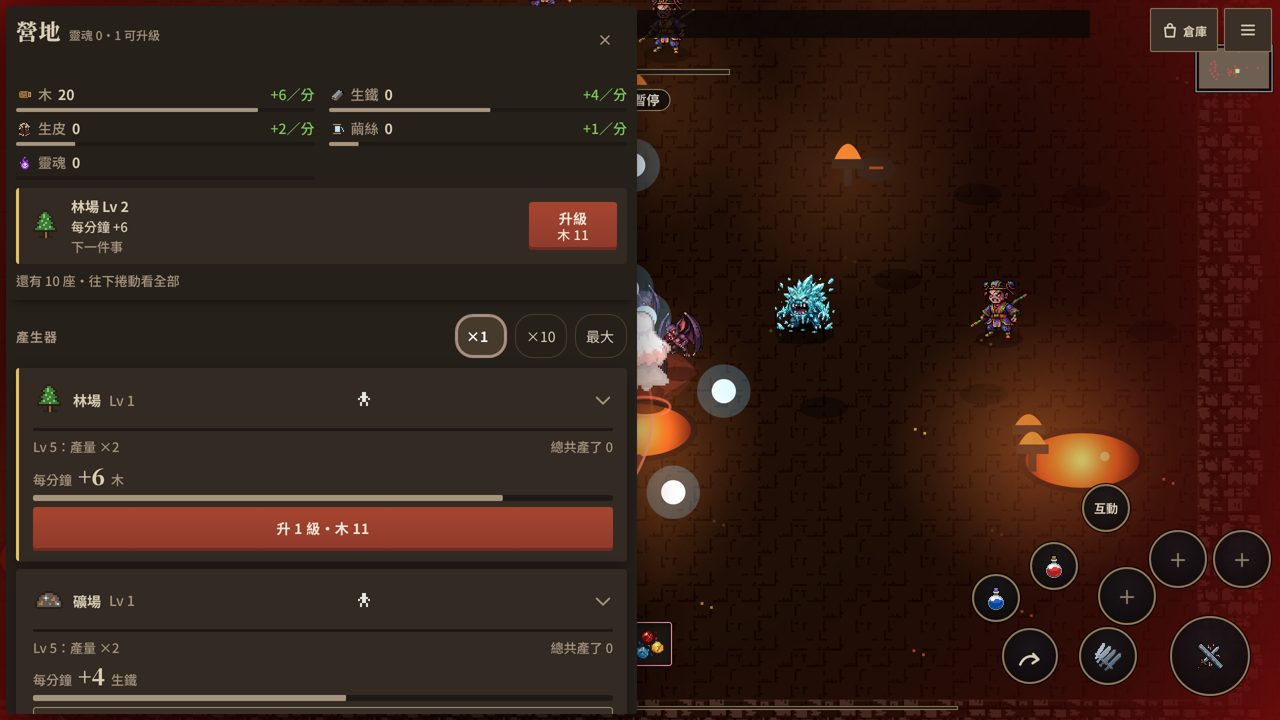 營地 靈魂 0・1 可升級
倉庫
木 20 +6／分
生鐵 0 +4／分
暫停
生皮 0 +2／分
繭絲 0 +1／分
靈魂 0
林場 Lv 2
每分鐘 +6
下一件事
升級
木 11
還有 10 座・往下捲動看全部
產生器
×1 ×10 最大
林場 Lv 1
Lv 5：產量 ×2 總共產了 0
每分鐘 +6 木
互動
升 1 級・木 11
礦場 Lv 1
Lv 5：產量 ×2 總共產了 0
每分鐘 +4 生鐵